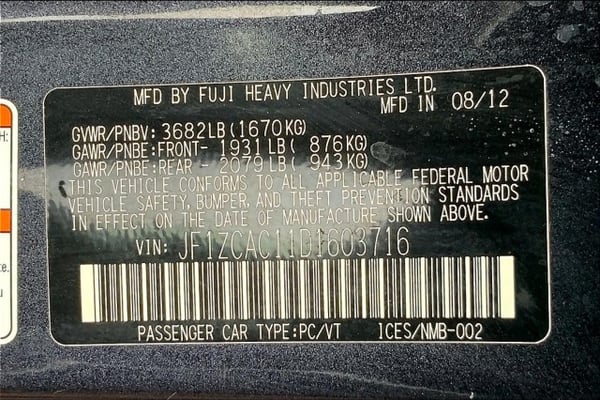 MFD BY FUJI HEAVY INDUSTRIES LTD.
MFD IN 08/12
GVWR/PNBV: 3682LB(1670KG)
GAWR/PNBE:FRONT- 1931LB( 876KG)
GAWR/PNBE:REAR - 2079LB( 943KG)
THIS VEHICLE CONFORMS TO ALL APPLICABLE FEDERAL MOTOR
VEHICLE SAFETY, BUMPER, AND THEFT PREVENTION STANDARDS
IN EFFECT ON THE DATE OF MANUFACTURE SHOWN ABOVE.
VIN: JF1ZCAC11D1603716
PASSENGER CAR TYPE:PC/VT ICES/NMB-002